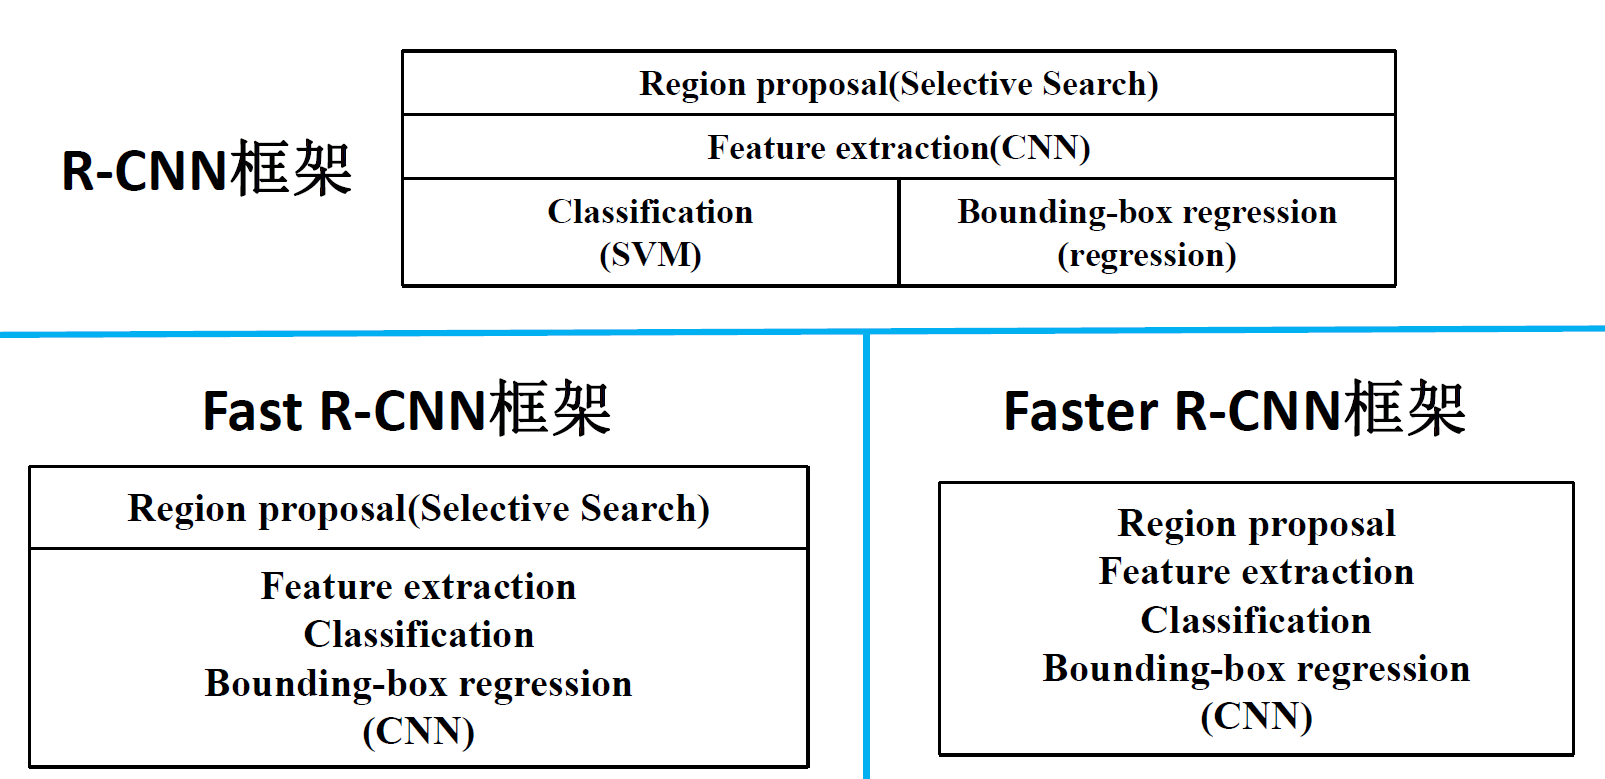 R-CNN框架
Region proposal(Selective Search)
Feature extraction(CNN)
Classification
(SVM)
Bounding-box regression
(regression)
Fast R-CNN框架
Region proposal(Selective Search)
Feature extraction
Classification
Bounding-box regression
(CNN)
Faster R-CNN框架
Region proposal
Feature extraction
Classification
Bounding-box regression
(CNN)